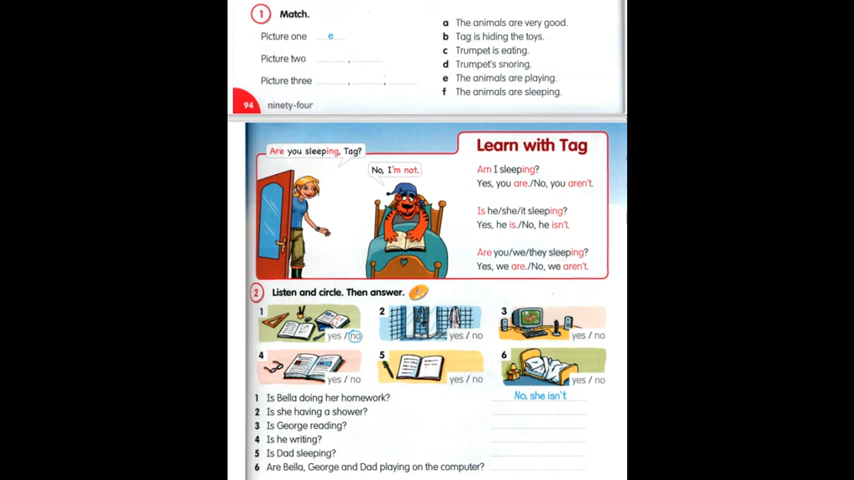 1 Match.
Picture one e
Picture two , 
Picture three , ,
a The animals are very good.
b Tag is hiding the toys.
c Trumpet is eating.
d Trumpet's snoring.
e The animals are playing.
f The animals are sleeping.
94 ninety-four
Are you sleeping, Tag?
No, I'm not.
Learn with Tag
Am I sleeping?
Yes, you are./No, you aren't.
Is he/she/it sleeping?
Yes, he is./No, he isn't.
Are you/we/they sleeping?
Yes, we are./No, we aren't.
2 Listen and circle. Then answer.
1 yes / no
2 yes / no
3 yes / no
4 yes / no
5 yes / no
6 yes / no
1 Is Bella doing her homework? No, she isn't.
2 Is she having a shower?
3 Is George reading?
4 Is he writing?
5 Is Dad sleeping?
6 Are Bella, George and Dad playing on the computer?